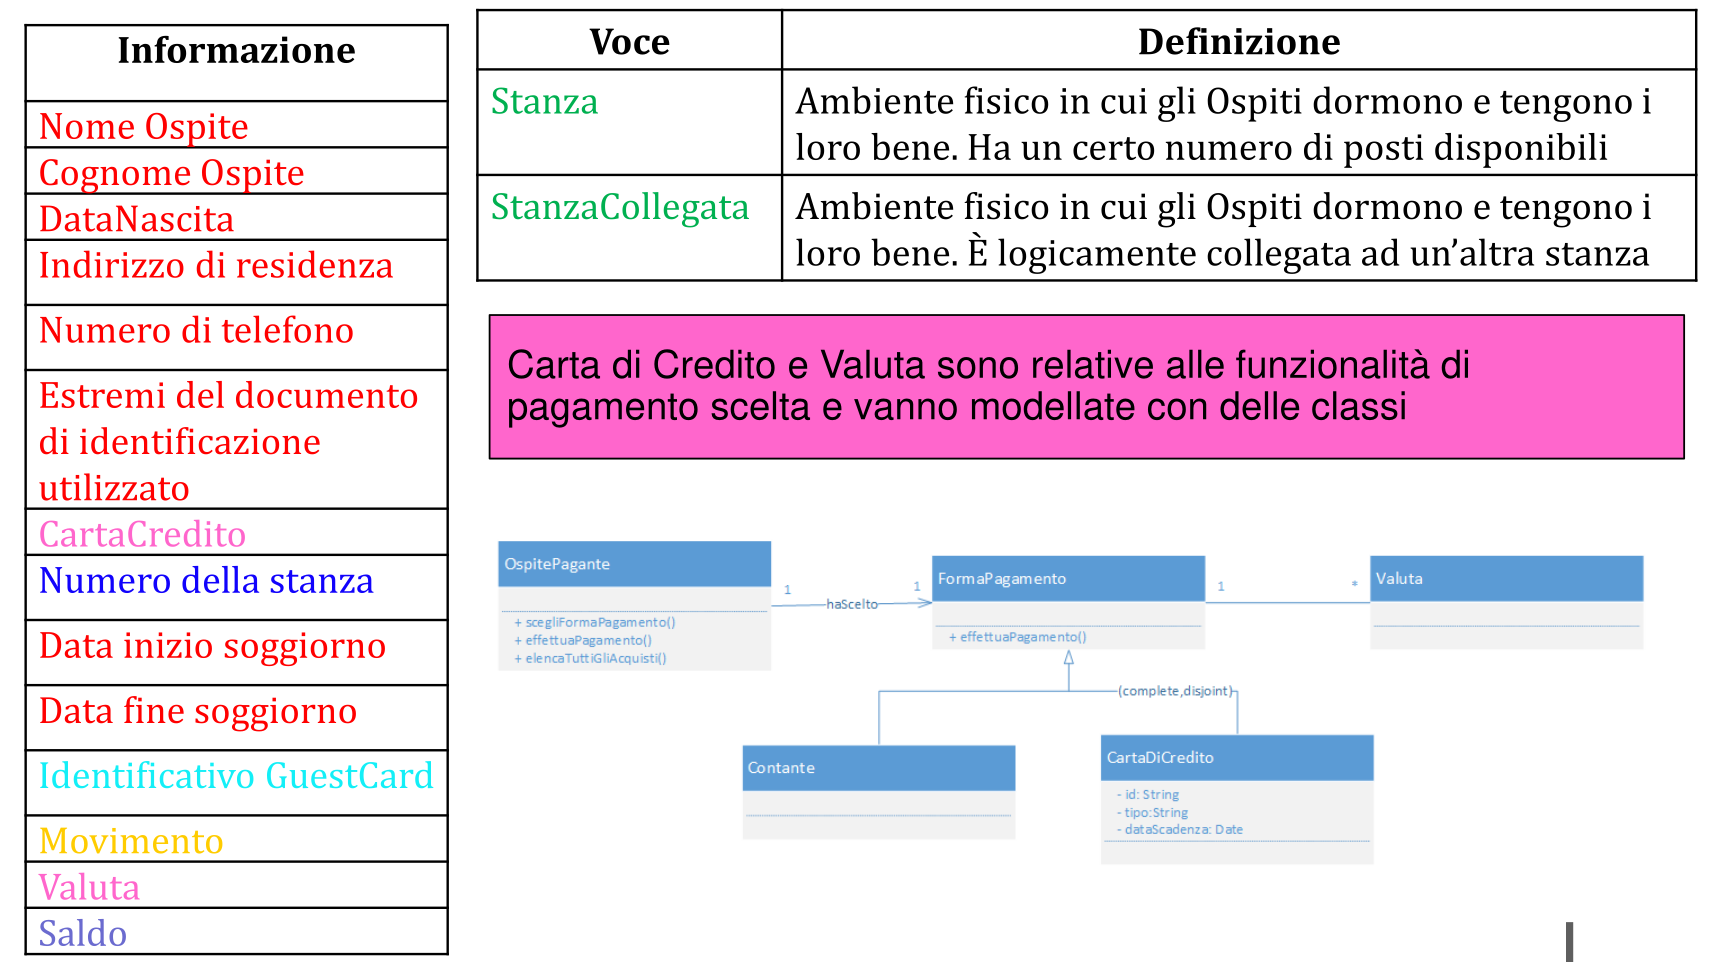 Informazione
Nome Ospite
Cognome Ospite
DataNascita
Indirizzo di residenza
Numero di telefono
Estremi del documento
di identificazione
utilizzato
CartaCredito
Numero della stanza
Data inizio soggiorno
Data fine soggiorno
Identificativo GuestCard
Movimento
Valuta
Saldo
Voce Definizione
Stanza Ambiente fisico in cui gli Ospiti dormono e tengono i
loro bene. Ha un certo numero di posti disponibili
StanzaCollegata Ambiente fisico in cui gli Ospiti dormono e tengono i
loro bene. È logicamente collegata ad un’altra stanza
Carta di Credito e Valuta sono relative alle funzionalità di
pagamento scelta e vanno modellate con delle classi
OspitePagante
+ scegliFormaPagamento()
+ effettuaPagamento()
+ elencaTuttiGliAcquisti()
1 haScelto 1
FormaPagamento
+ effettuaPagamento()
1 *
Valuta
(complete,disjoint)
Contante
CartaDiCredito
- id: String
- tipo:String
- dataScadenza: Date